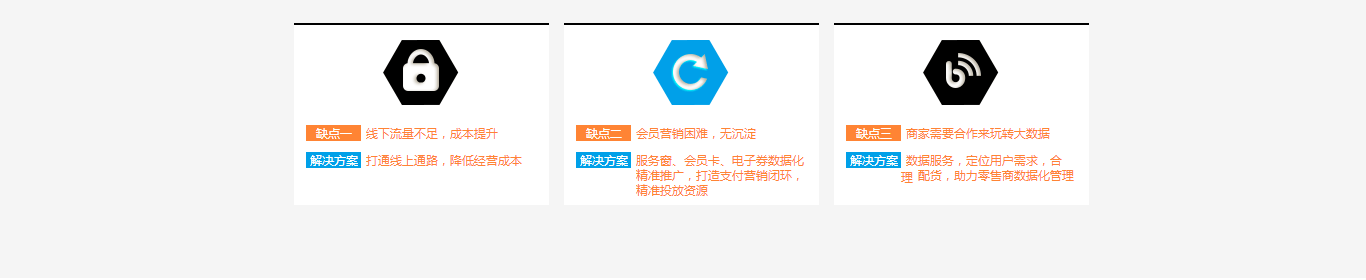 缺点一 线下流量不足，成本提升
解决方案 打通线上通路，降低经营成本
缺点二 会员营销困难，无沉淀
解决方案 服务窗、会员卡、电子券数据化
精准推广，打造支付营销闭环，
精准投放资源
缺点三 商家需要合作来玩转大数据
解决方案 数据服务，定位用户需求，合
理 配货，助力零售商数据化管理